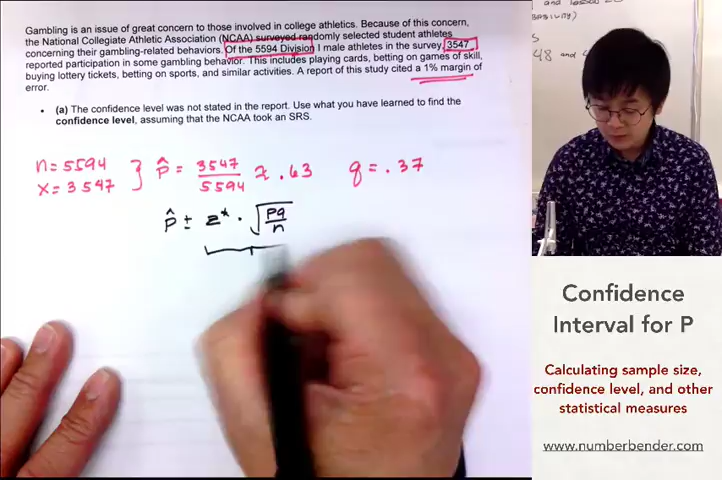 Gambling is an issue of great concern to those involved in college athletics. Because of this concern,
the National Collegiate Athletic Association (NCAA) surveyed randomly selected student athletes
concerning their gambling-related behaviors. Of the 5594 Division I male athletes in the survey, 3547
reported participation in some gambling behavior. This includes playing cards, betting on games of skill,
buying lottery tickets, betting on sports, and similar activities. A report of this study cited a 1% margin of
error.
• (a) The confidence level was not stated in the report. Use what you have learned to find the
confidence level, assuming that the NCAA took an SRS.
n=5594
x=3547
} p̂ = 3547/5594 ≈ .63 q = .37
p̂ ± z* · √(pq/n)
48 and
Confidence
Interval for P
Calculating sample size,
confidence level, and other
statistical measures
www.numberbender.com